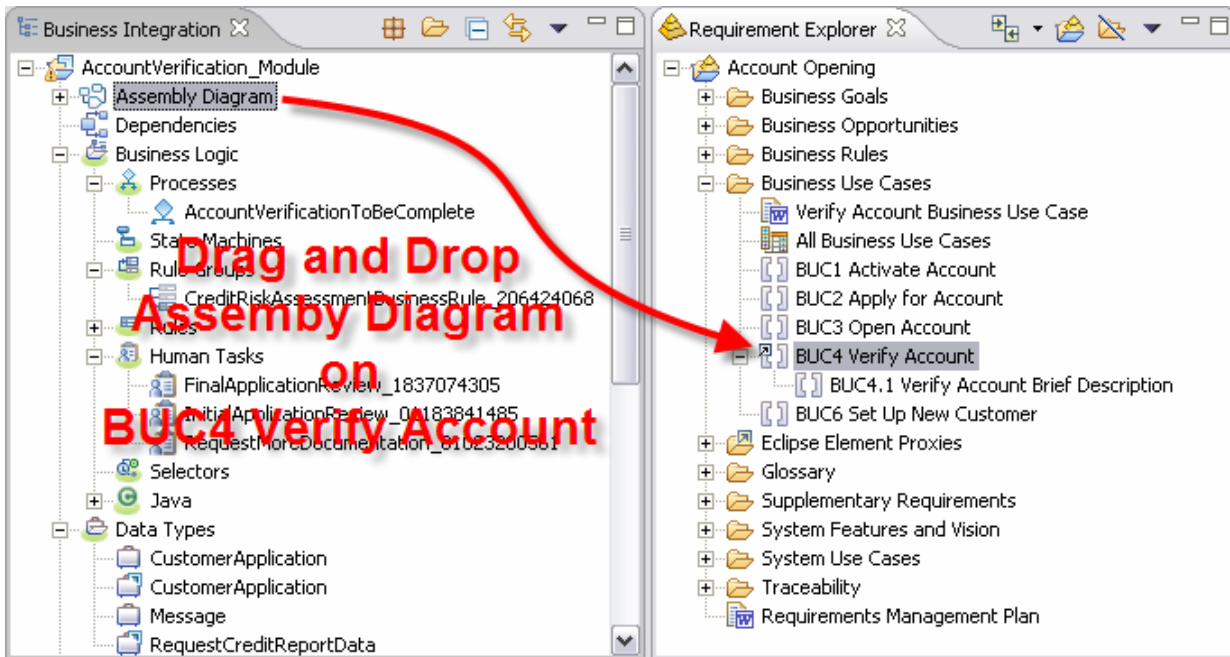 Business Integration
AccountVerification_Module
Assembly Diagram
Dependencies
Business Logic
Processes
AccountVerificationToBeComplete
State Machines
Rule Groups
CreditRiskAssessmentBusinessRule_206424068
Rules
Human Tasks
FinalApplicationReview_1837074305
InitialApplicationReview_01183841485
RequestMoreDocumentation_01023200561
Selectors
Java
Data Types
CustomerApplication
CustomerApplication
Message
RequestCreditReportData
Drag and Drop
Assemby Diagram
on
BUC4 Verify Account
Requirement Explorer
Account Opening
Business Goals
Business Opportunities
Business Rules
Business Use Cases
Verify Account Business Use Case
All Business Use Cases
BUC1 Activate Account
BUC2 Apply for Account
BUC3 Open Account
BUC4 Verify Account
BUC4.1 Verify Account Brief Description
BUC6 Set Up New Customer
Eclipse Element Proxies
Glossary
Supplementary Requirements
System Features and Vision
System Use Cases
Traceability
Requirements Management Plan